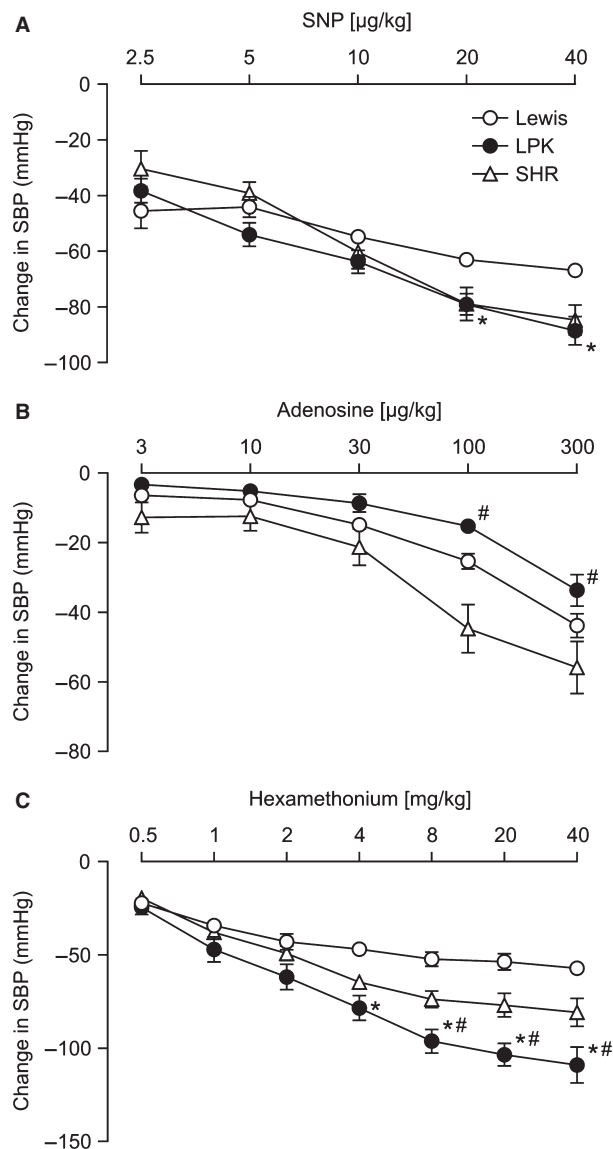 A
SNP [µg/kg]
2.5 5 10 20 40
0
–20
–40
–60
–80
–100
Change in SBP (mmHg)
Lewis
LPK
SHR
*
*
B
Adenosine [µg/kg]
3 10 30 100 300
0
–20
–40
–60
–80
Change in SBP (mmHg)
#
#
C
Hexamethonium [mg/kg]
0.5 1 2 4 8 20 40
0
–50
–100
–150
Change in SBP (mmHg)
*
*#
*#
*#